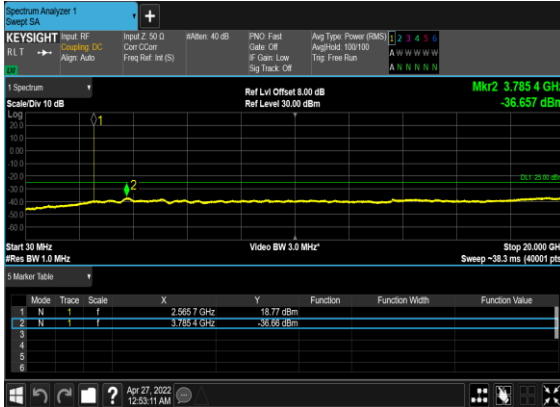 Spectrum Analyzer 1
Swept SA
+
KEYSIGHT Input: RF Input Z: 50 Ω #Atten: 40 dB PNO: Fast Avg Type: Power (RMS) 1 2 3 4 5 6
RLT Coupling: DC Corr CCorr Gate: Off Avg|Hold: 100/100 A W W W W W
Align: Auto Freq Ref: Int (S) IF Gain: Low Trig: Free Run
Sig Track: Off A N N N N N
1 Spectrum Ref Lvl Offset 8.00 dB Mkr2 3.785 4 GHz
Scale/Div 10 dB Ref Level 30.00 dBm -36.657 dBm
Log
20.0
10.0
0.00
-10.0
-20.0
-30.0
-40.0
-50.0
-60.0
1
2
Start 30 MHz Video BW 3.0 MHz* Stop 20.000 GHz
#Res BW 1.0 MHz Sweep ~38.3 ms (40001 pts)
5 Marker Table
Mode Trace Scale X Y Function Function Width Function Value
1 N 1 f 2.565 7 GHz 18.77 dBm
2 N 1 f 3.785 4 GHz -36.66 dBm
3
4
5
6
? Apr 27, 2022
12:53:11 AM